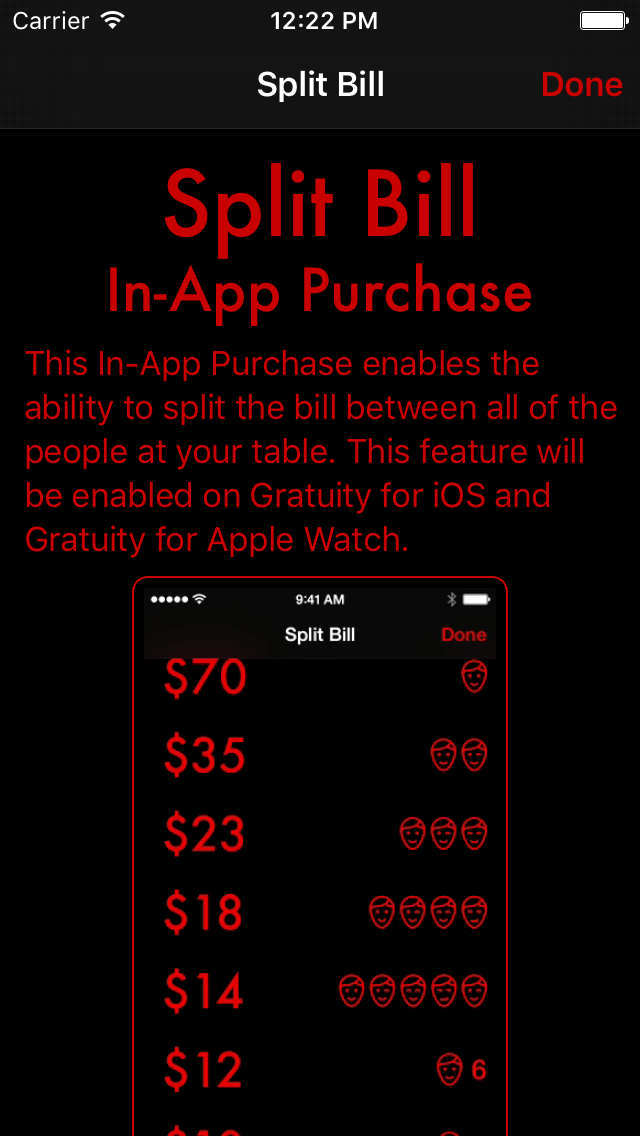 Carrier 12:22 PM
Split Bill Done
Split Bill
In-App Purchase
This In-App Purchase enables the
ability to split the bill between all of the
people at your table. This feature will
be enabled on Gratuity for iOS and
Gratuity for Apple Watch.
9:41 AM
Split Bill Done
$70
$35
$23
$18
$14
$12 6